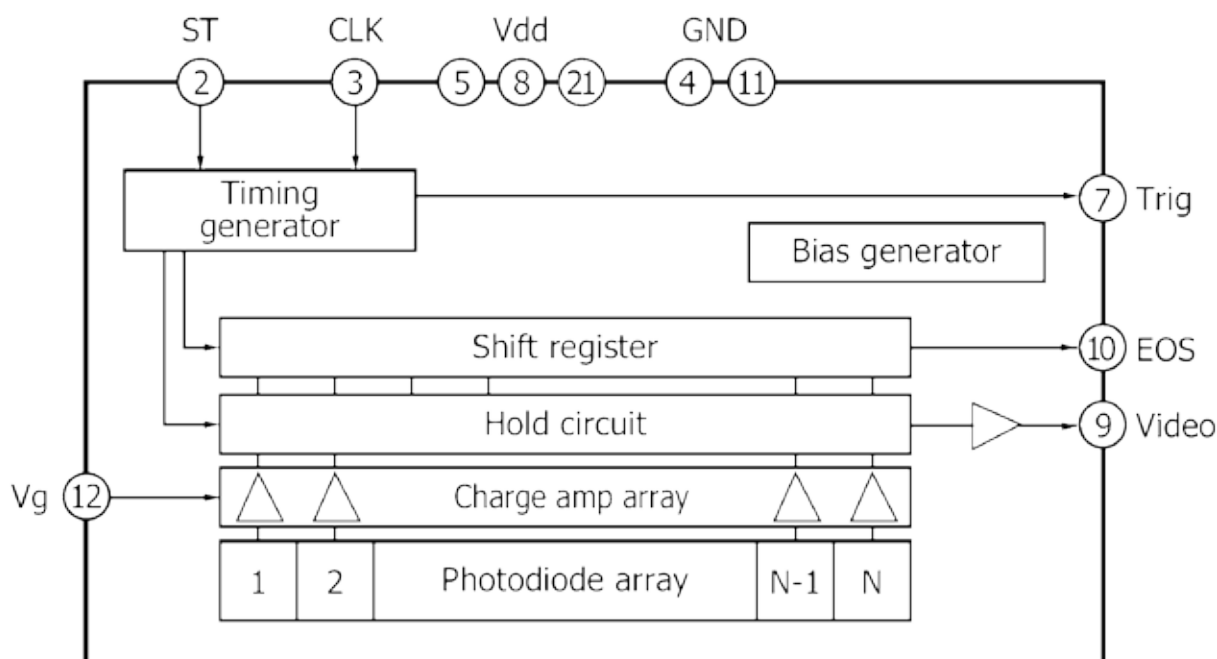 ST CLK Vdd GND
2 3 5 8 21 4 11
Timing
generator
7 Trig
Bias generator
Shift register
10 EOS
Hold circuit
9 Video
Vg 12
Charge amp array
1 2 Photodiode array N-1 N